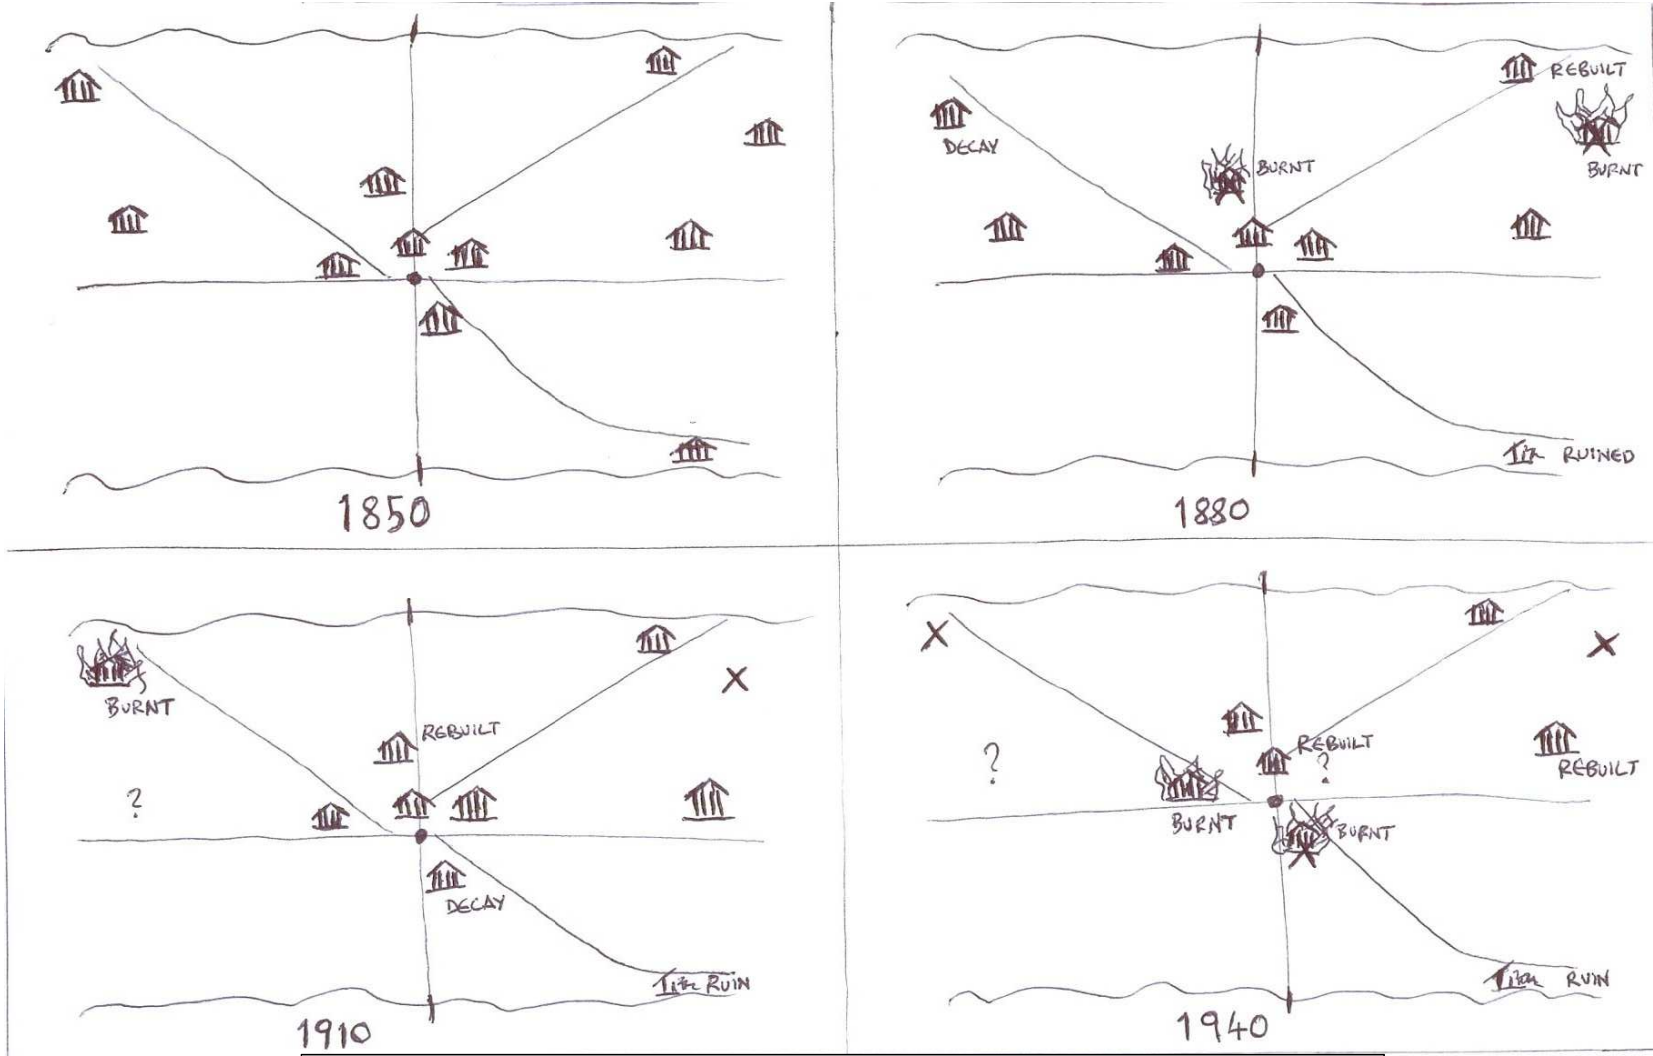 REBUILT
DECAY
BURNT
BURNT
RUINED
1850
1880
BURNT
REBUILT
?
DECAY
RUIN
1910
?
REBUILT
?
REBUILT
BURNT
BURNT
RUIN
1940